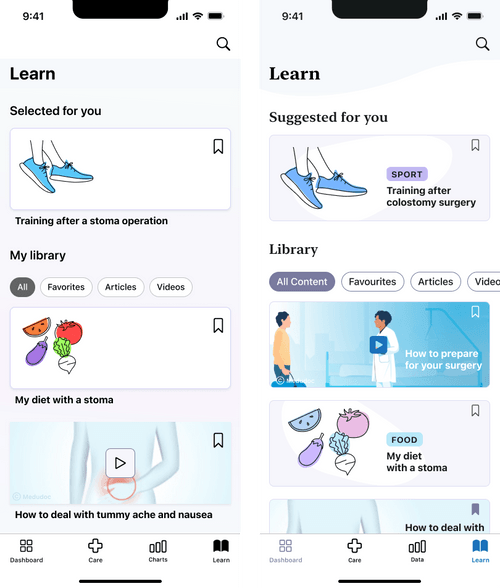 9:41
Learn
Selected for you
Training after a stoma operation
My library
All
Favorites
Articles
Videos
My diet with a stoma
How to deal with tummy ache and nausea
Dashboard
Care
Charts
Learn
9:41
Learn
Suggested for you
SPORT
Training after
colostomy surgery
Library
All Content
Favourites
Articles
Video
How to prepare
for your surgery
FOOD
My diet
with a stoma
How to deal with
Dashboard
Care
Data
Learn